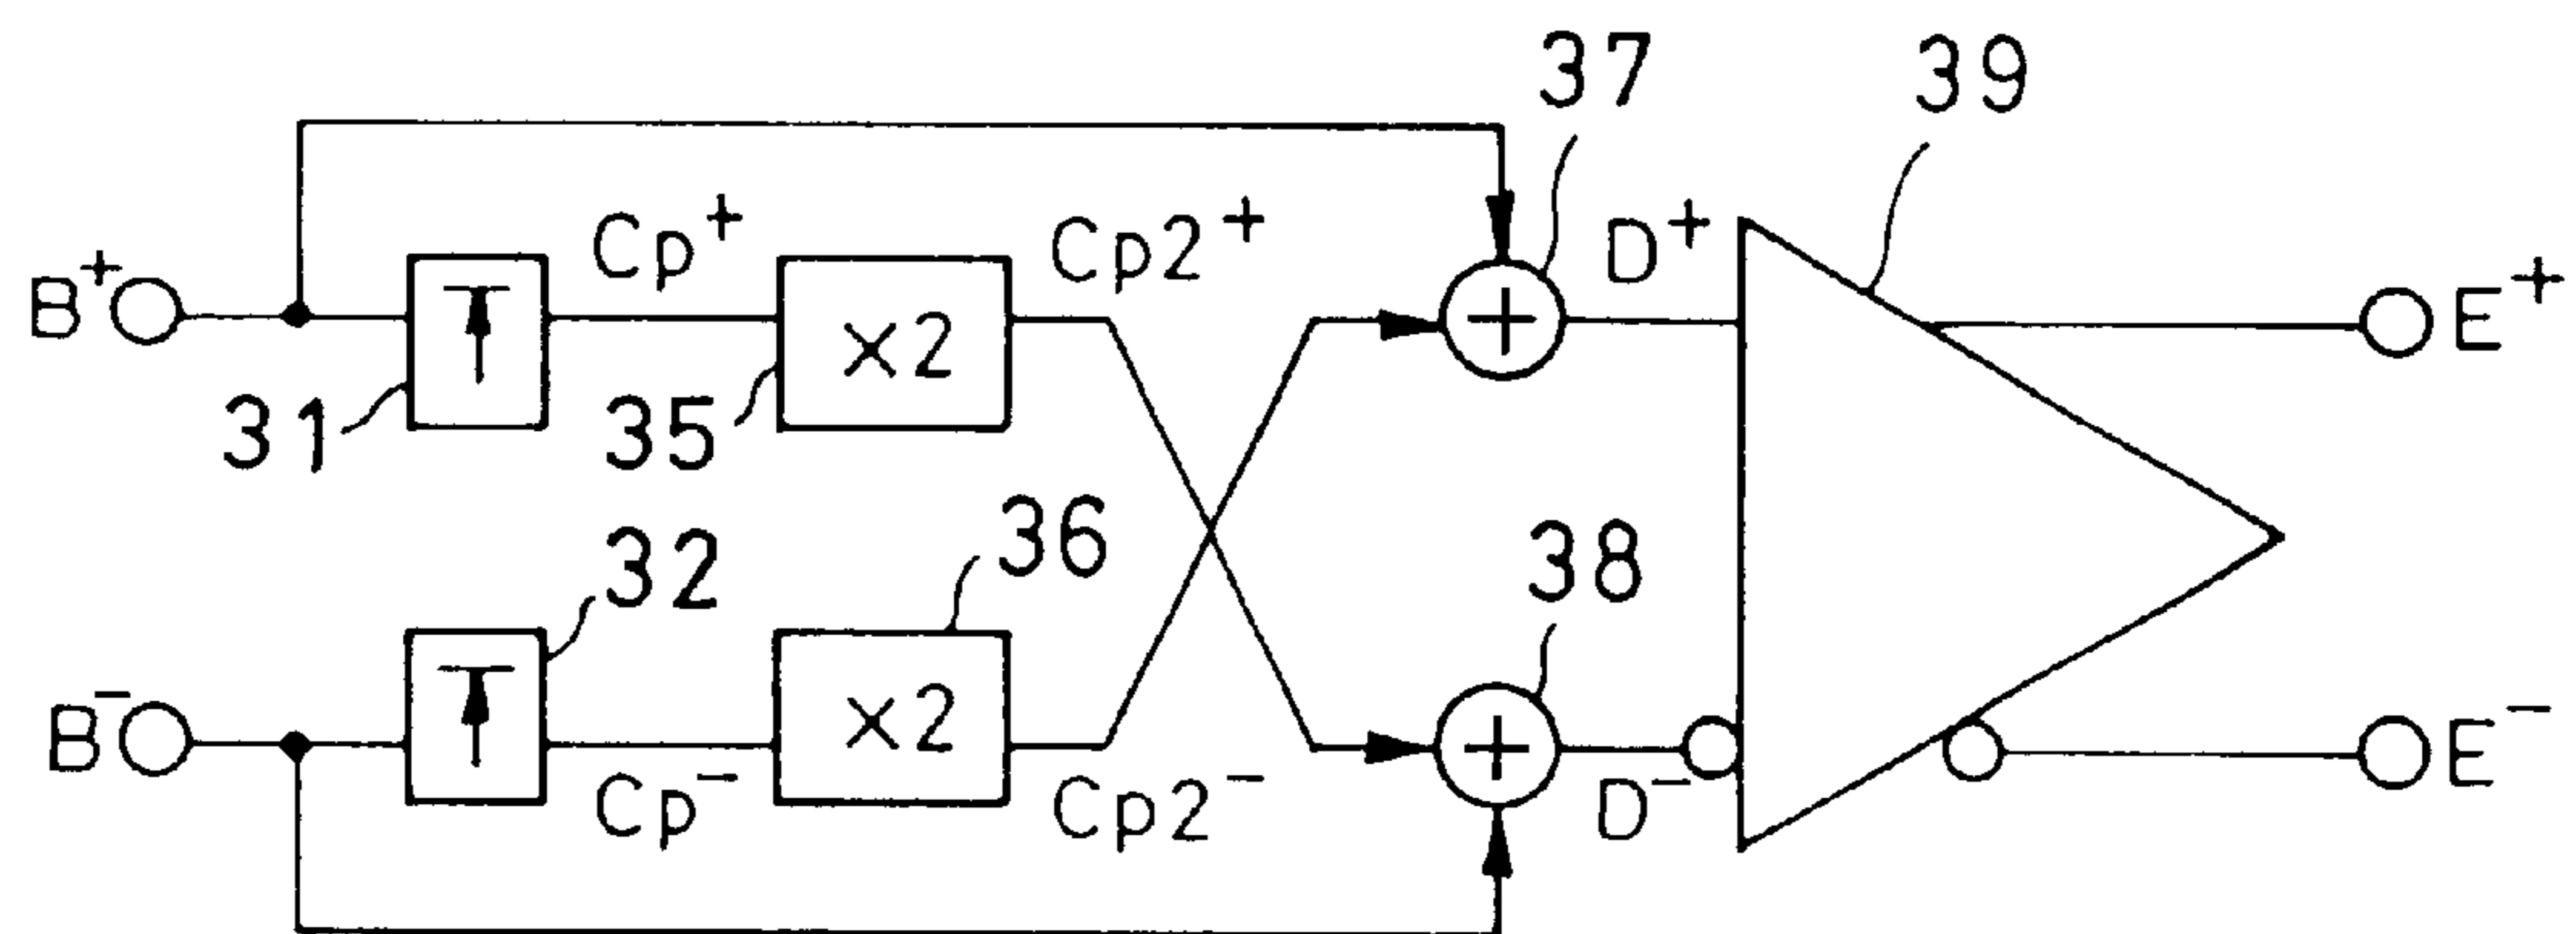 37
39
B⁺
Cp⁺
Cp2⁺
D⁺
E⁺
×2
+
31
35
36
32
38
B⁻
×2
+
E⁻
Cp⁻
Cp2⁻
D⁻